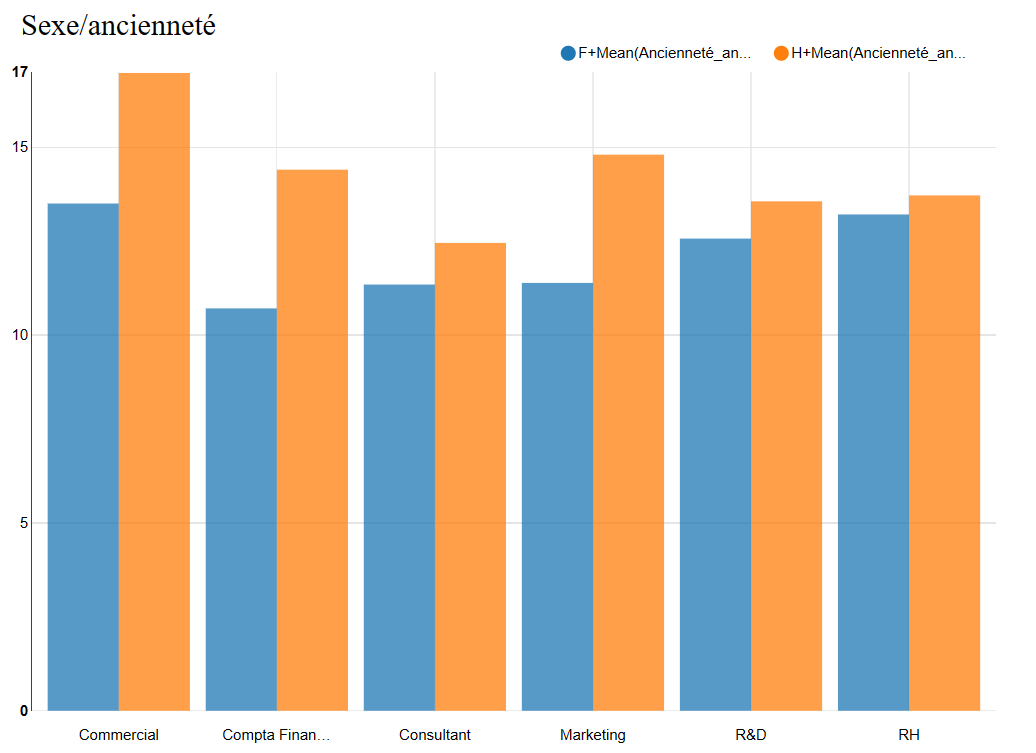 Sexe/ancienneté
F+Mean(Ancienneté_an...
H+Mean(Ancienneté_an...
17
15
10
5
0
Commercial
Compta Finan...
Consultant
Marketing
R&D
RH